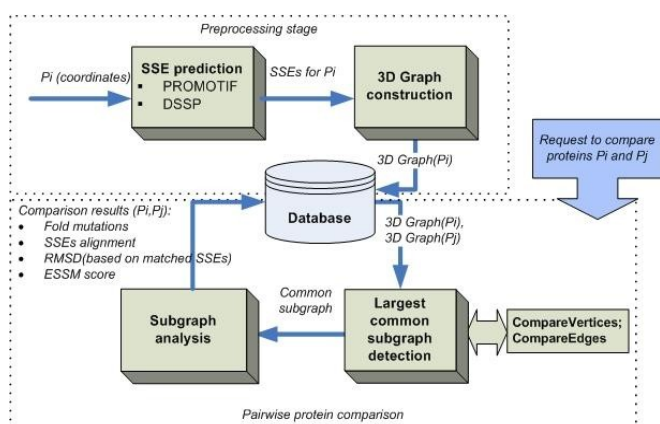 Preprocessing stage
Pi (coordinates)
SSE prediction
▪ PROMOTIF
▪ DSSP
SSEs for Pi
3D Graph
construction
Request to compare
proteins Pi and Pj
3D Graph(Pi)
Database
Comparison results (Pi,Pj):
• Fold mutations
• SSEs alignment
• RMSD(based on matched SSEs)
• ESSM score
3D Graph(Pi),
3D Graph(Pj)
Subgraph
analysis
Common
subgraph
Largest
common
subgraph
detection
CompareVertices;
CompareEdges
Pairwise protein comparison